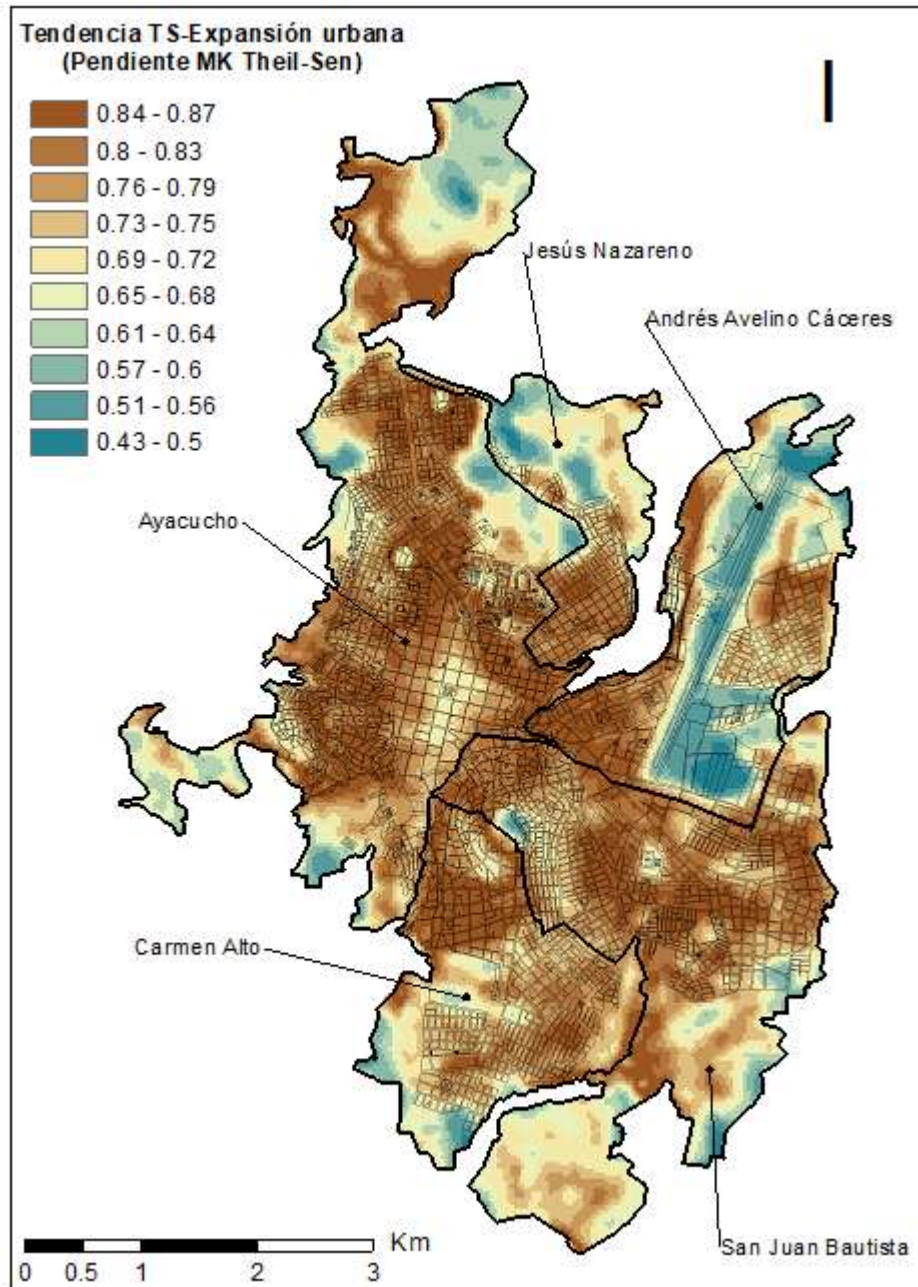 Tendencia TS-Expansión urbana
(Pendiente MK Theil-Sen)
0.84 - 0.87
0.8 - 0.83
0.76 - 0.79
0.73 - 0.75
0.69 - 0.72
0.65 - 0.68
0.61 - 0.64
0.57 - 0.6
0.51 - 0.56
0.43 - 0.5
Jesús Nazareno
Andrés Avelino Cáceres
Ayacucho
Carmen Alto
San Juan Bautista
Km
0 0.5 1 2 3